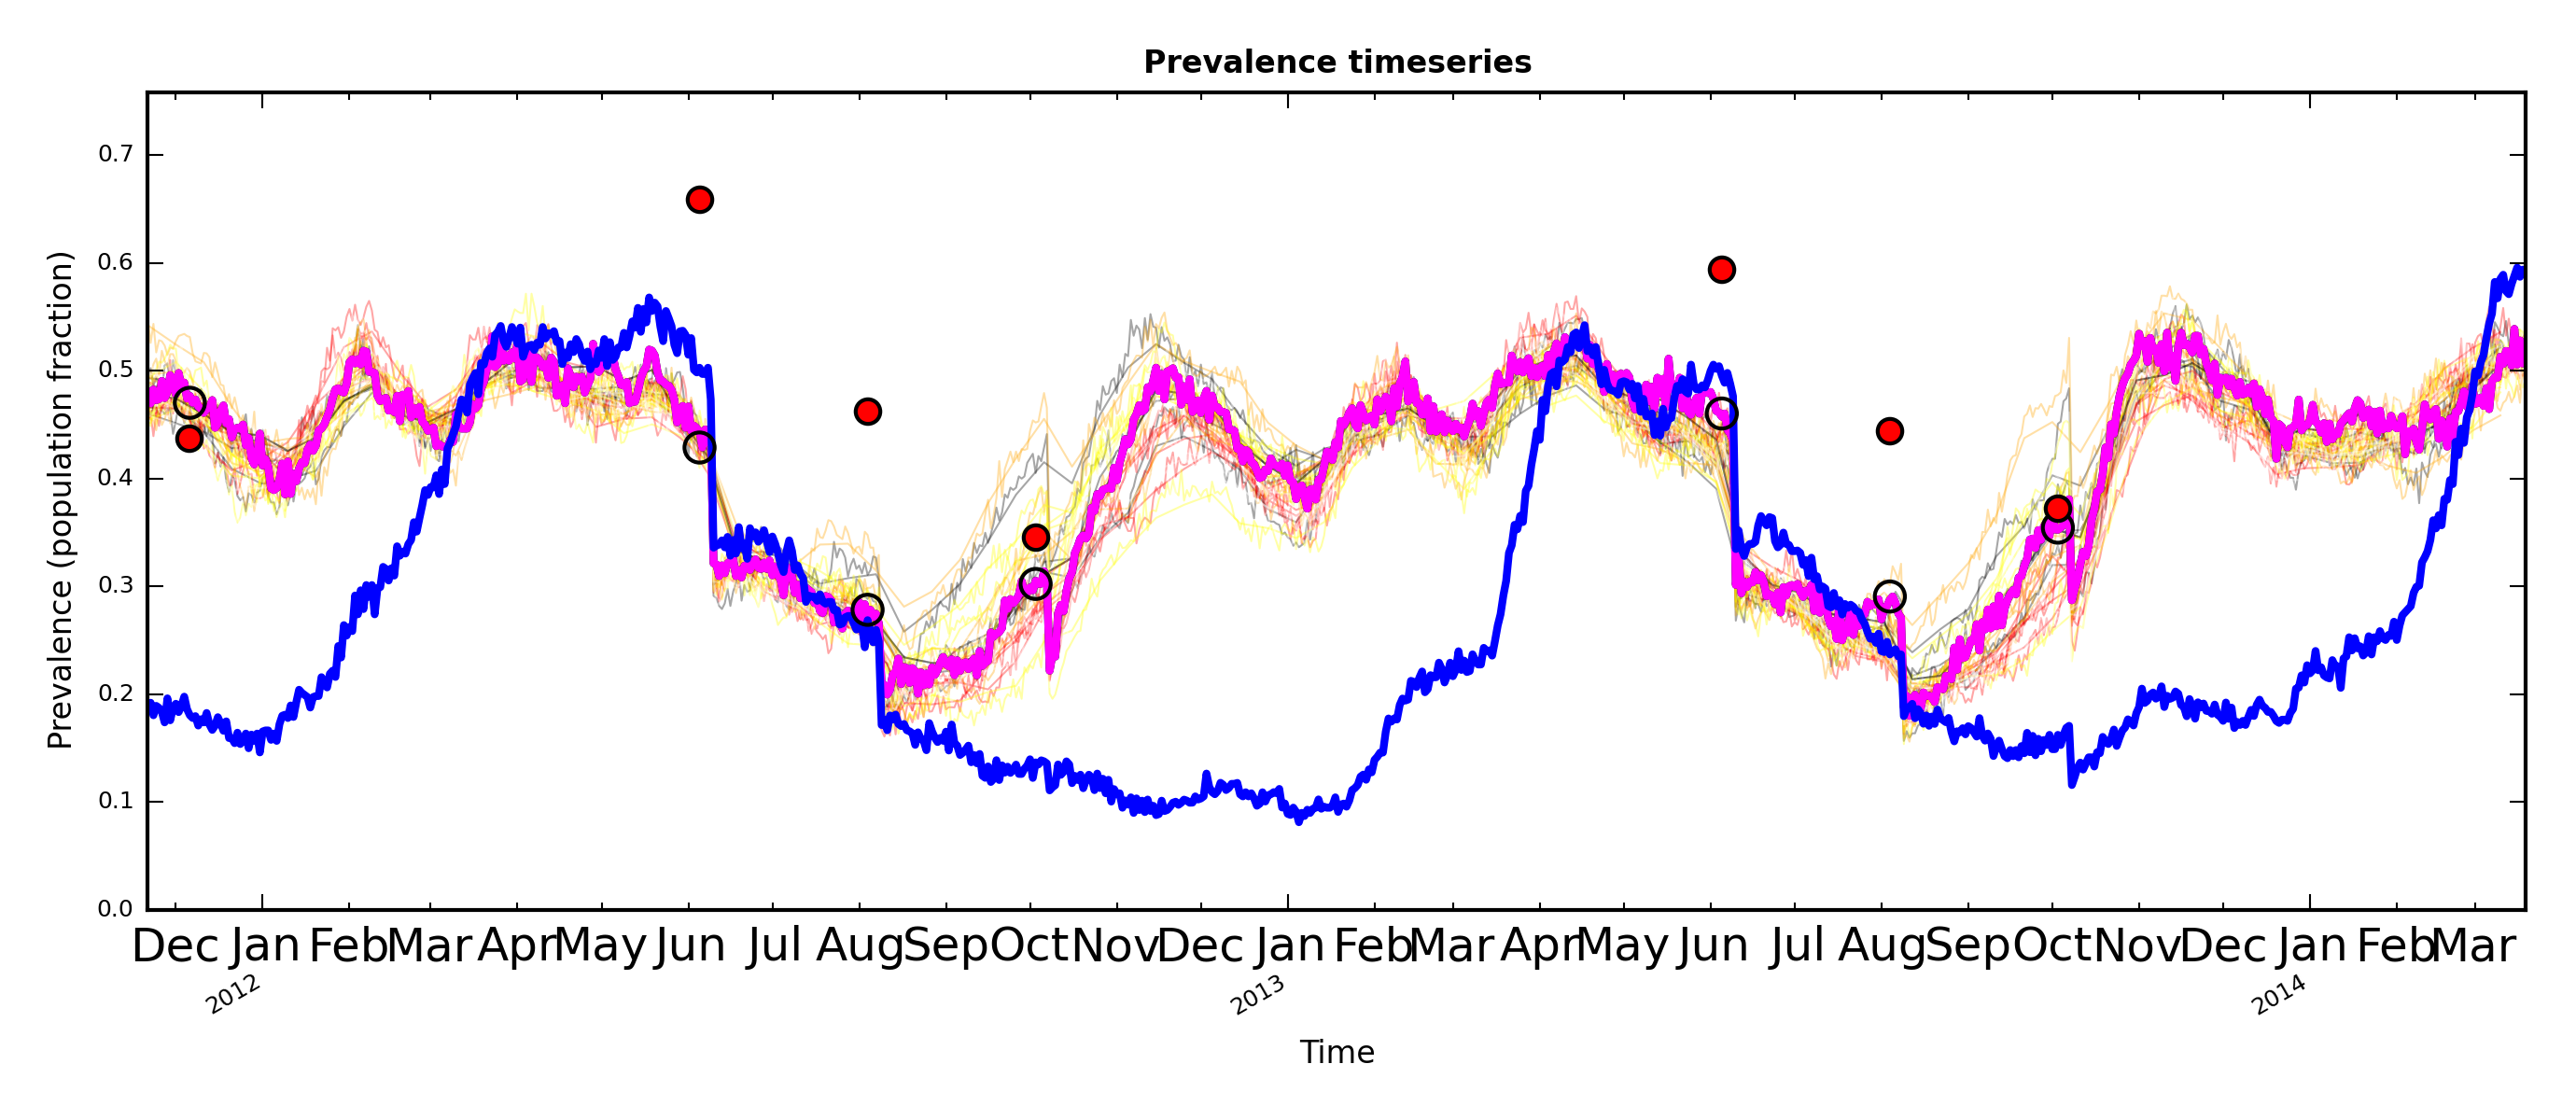 Prevalence timeseries
Prevalence (population fraction)
0.7
0.6
0.5
0.4
0.3
0.2
0.1
0.0
Dec Jan Feb Mar Apr May Jun Jul Aug Sep Oct Nov Dec Jan Feb Mar Apr May Jun Jul Aug Sep Oct Nov Dec Jan Feb Mar
2012 2013 2014
Time